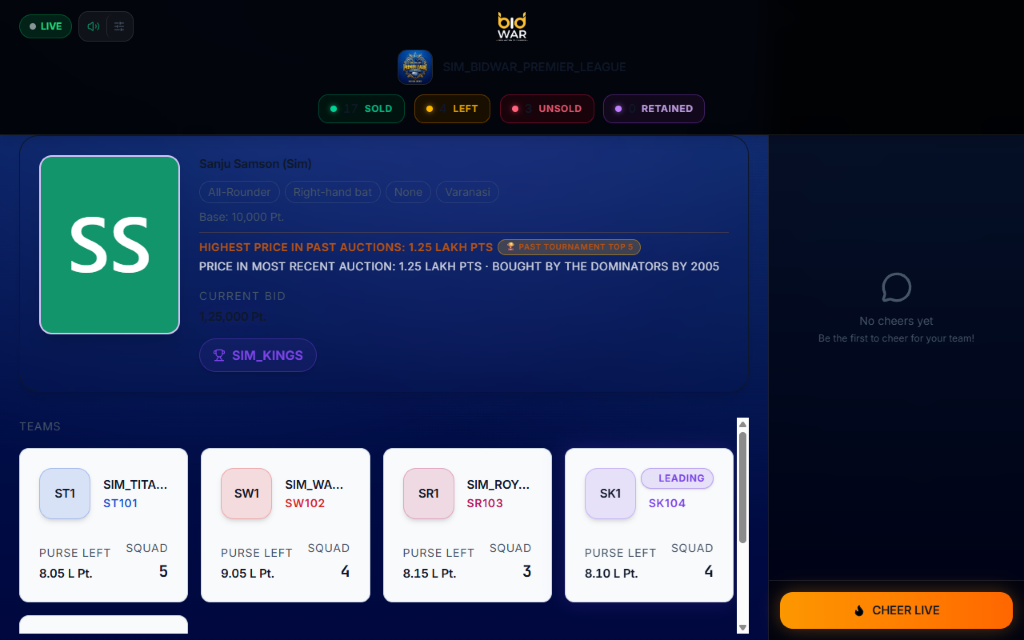 LIVE
bid
WAR
SIM_BIDWAR_PREMIER_LEAGUE
17 SOLD
LEFT
UNSOLD
RETAINED
SS
Sanju Samson (Sim)
All-Rounder
Right-hand bat
None
Varanasi
Base: 10,000 Pt.
HIGHEST PRICE IN PAST AUCTIONS: 1.25 LAKH PTS
PAST TOURNAMENT TOP 5
PRICE IN MOST RECENT AUCTION: 1.25 LAKH PTS · BOUGHT BY THE DOMINATORS BY 2005
CURRENT BID
1,25,000 Pt.
SIM_KINGS
No cheers yet
Be the first to cheer for your team!
TEAMS
ST1
SIM_TITA...
ST101
PURSE LEFT
SQUAD
8.05 L Pt.
5
SW1
SIM_WA...
SW102
PURSE LEFT
SQUAD
9.05 L Pt.
4
SR1
SIM_ROY...
SR103
PURSE LEFT
SQUAD
8.15 L Pt.
3
SK1
LEADING
SK104
PURSE LEFT
SQUAD
8.10 L Pt.
4
CHEER LIVE